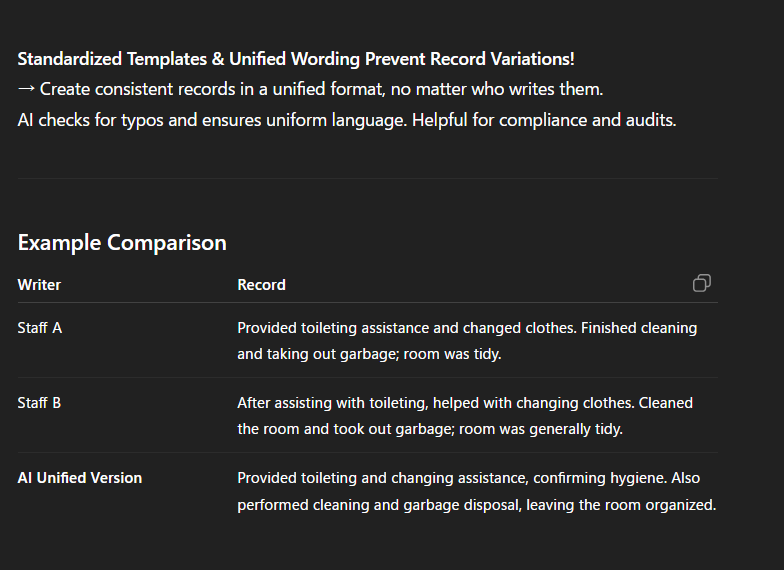 Standardized Templates & Unified Wording Prevent Record Variations!
→ Create consistent records in a unified format, no matter who writes them.
AI checks for typos and ensures uniform language. Helpful for compliance and audits.
Example Comparison
Writer Record
Staff A Provided toileting assistance and changed clothes. Finished cleaning
and taking out garbage; room was tidy.
Staff B After assisting with toileting, helped with changing clothes. Cleaned
the room and took out garbage; room was generally tidy.
AI Unified Version Provided toileting and changing assistance, confirming hygiene. Also
performed cleaning and garbage disposal, leaving the room organized.